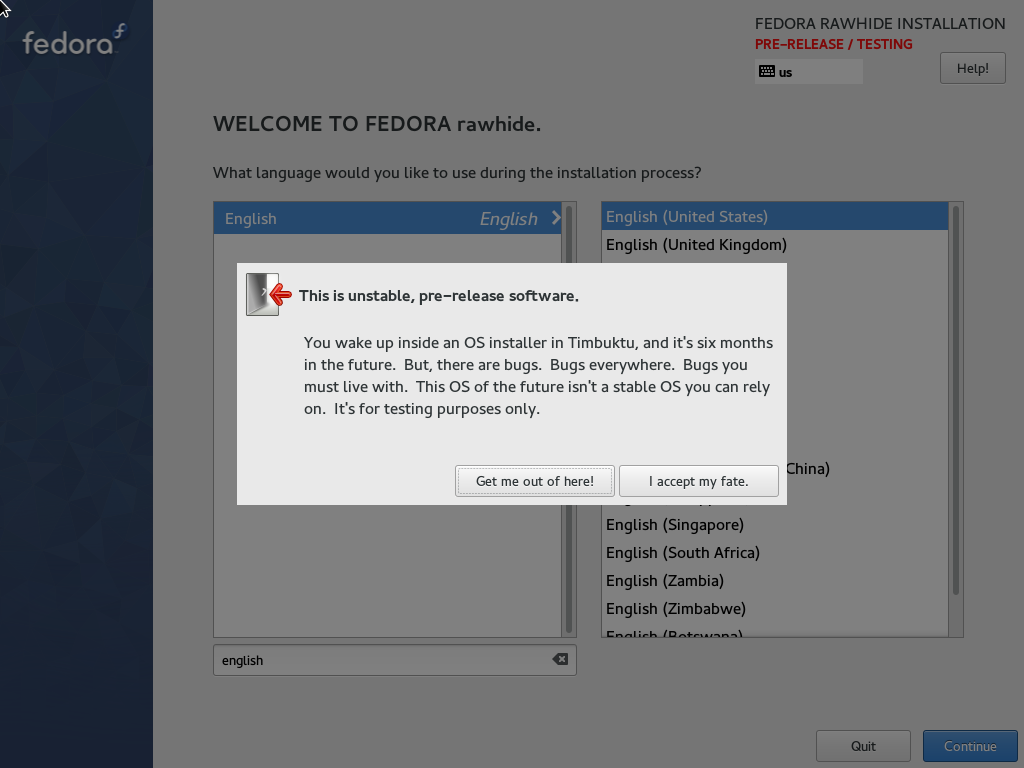 fedora
FEDORA RAWHIDE INSTALLATION
PRE-RELEASE / TESTING
us
Help!
WELCOME TO FEDORA rawhide.
What language would you like to use during the installation process?
English English
English (United States)
English (United Kingdom)
This is unstable, pre-release software.
You wake up inside an OS installer in Timbuktu, and it's six months
in the future.  But, there are bugs.  Bugs everywhere.  Bugs you
must live with.  This OS of the future isn't a stable OS you can rely
on.  It's for testing purposes only.
Get me out of here!
I accept my fate.
China)
English (Singapore)
English (South Africa)
English (Zambia)
English (Zimbabwe)
English (Botswana)
english
Quit
Continue